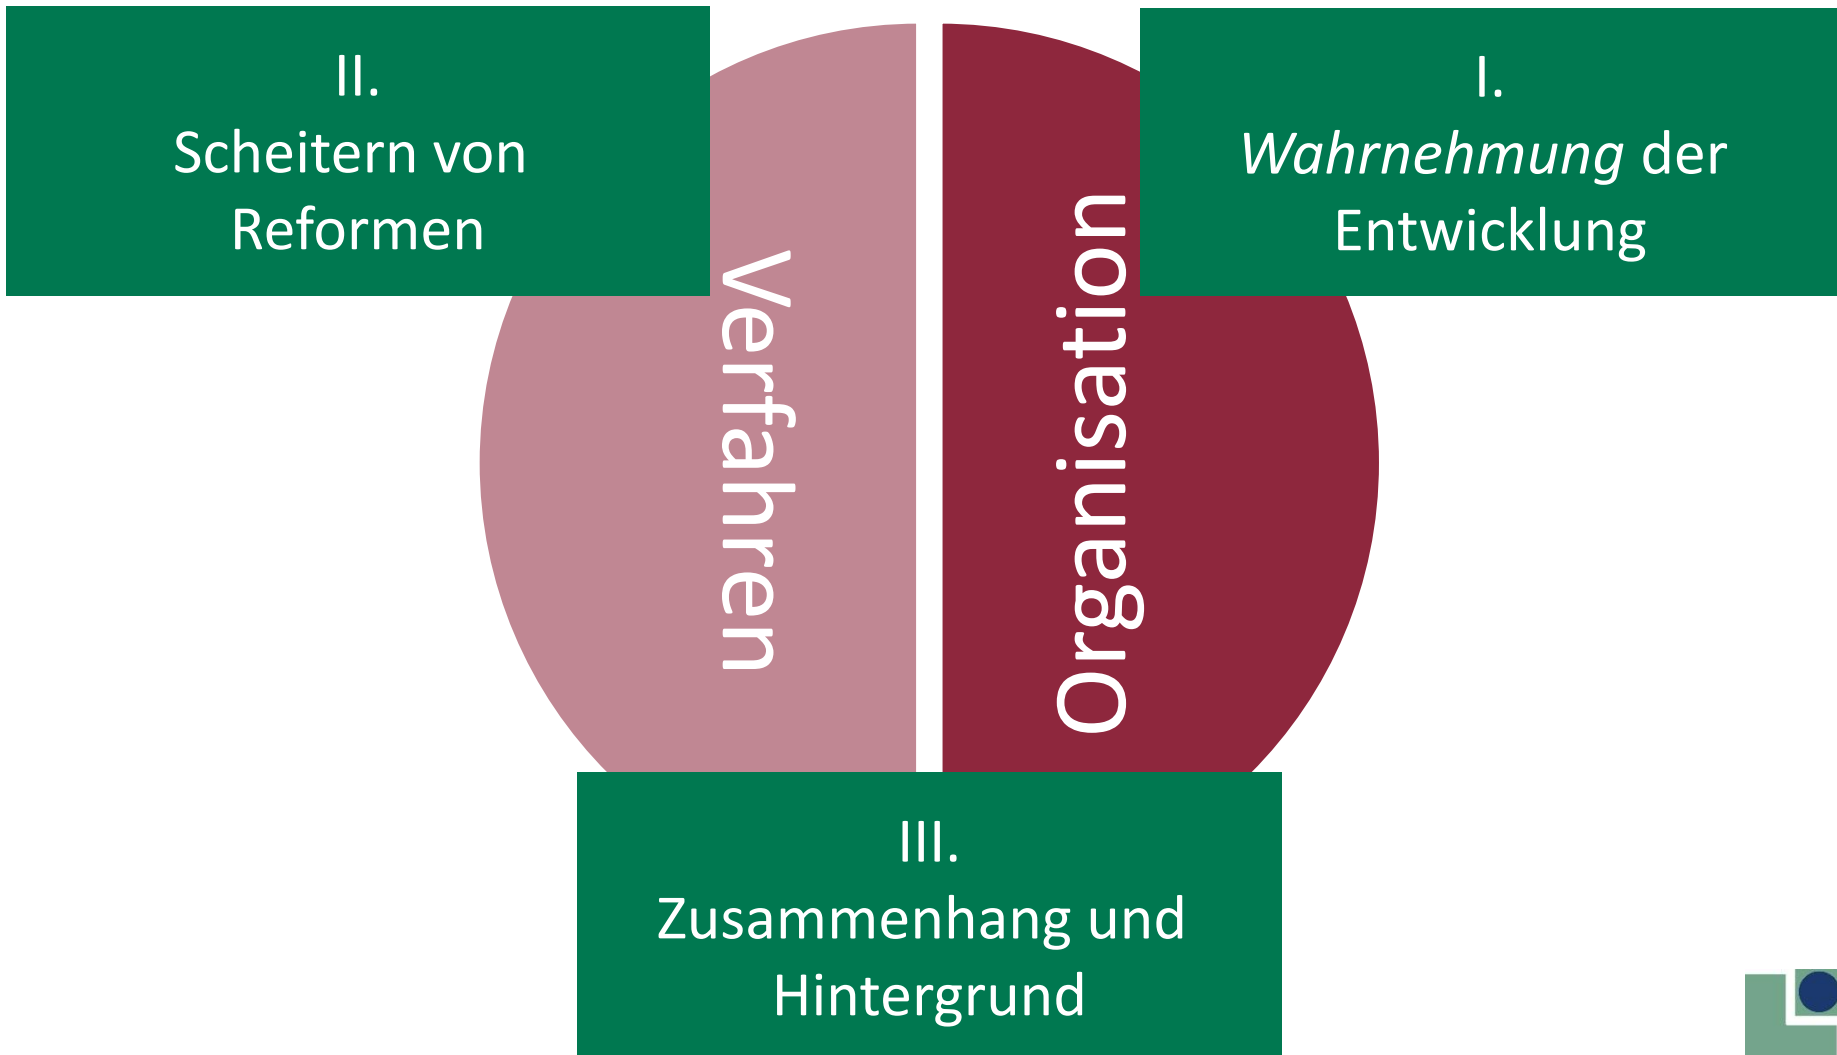 II.
Scheitern von
Reformen
I.
Wahrnehmung der
Entwicklung
Verfahren
Organisation
III.
Zusammenhang und
Hintergrund